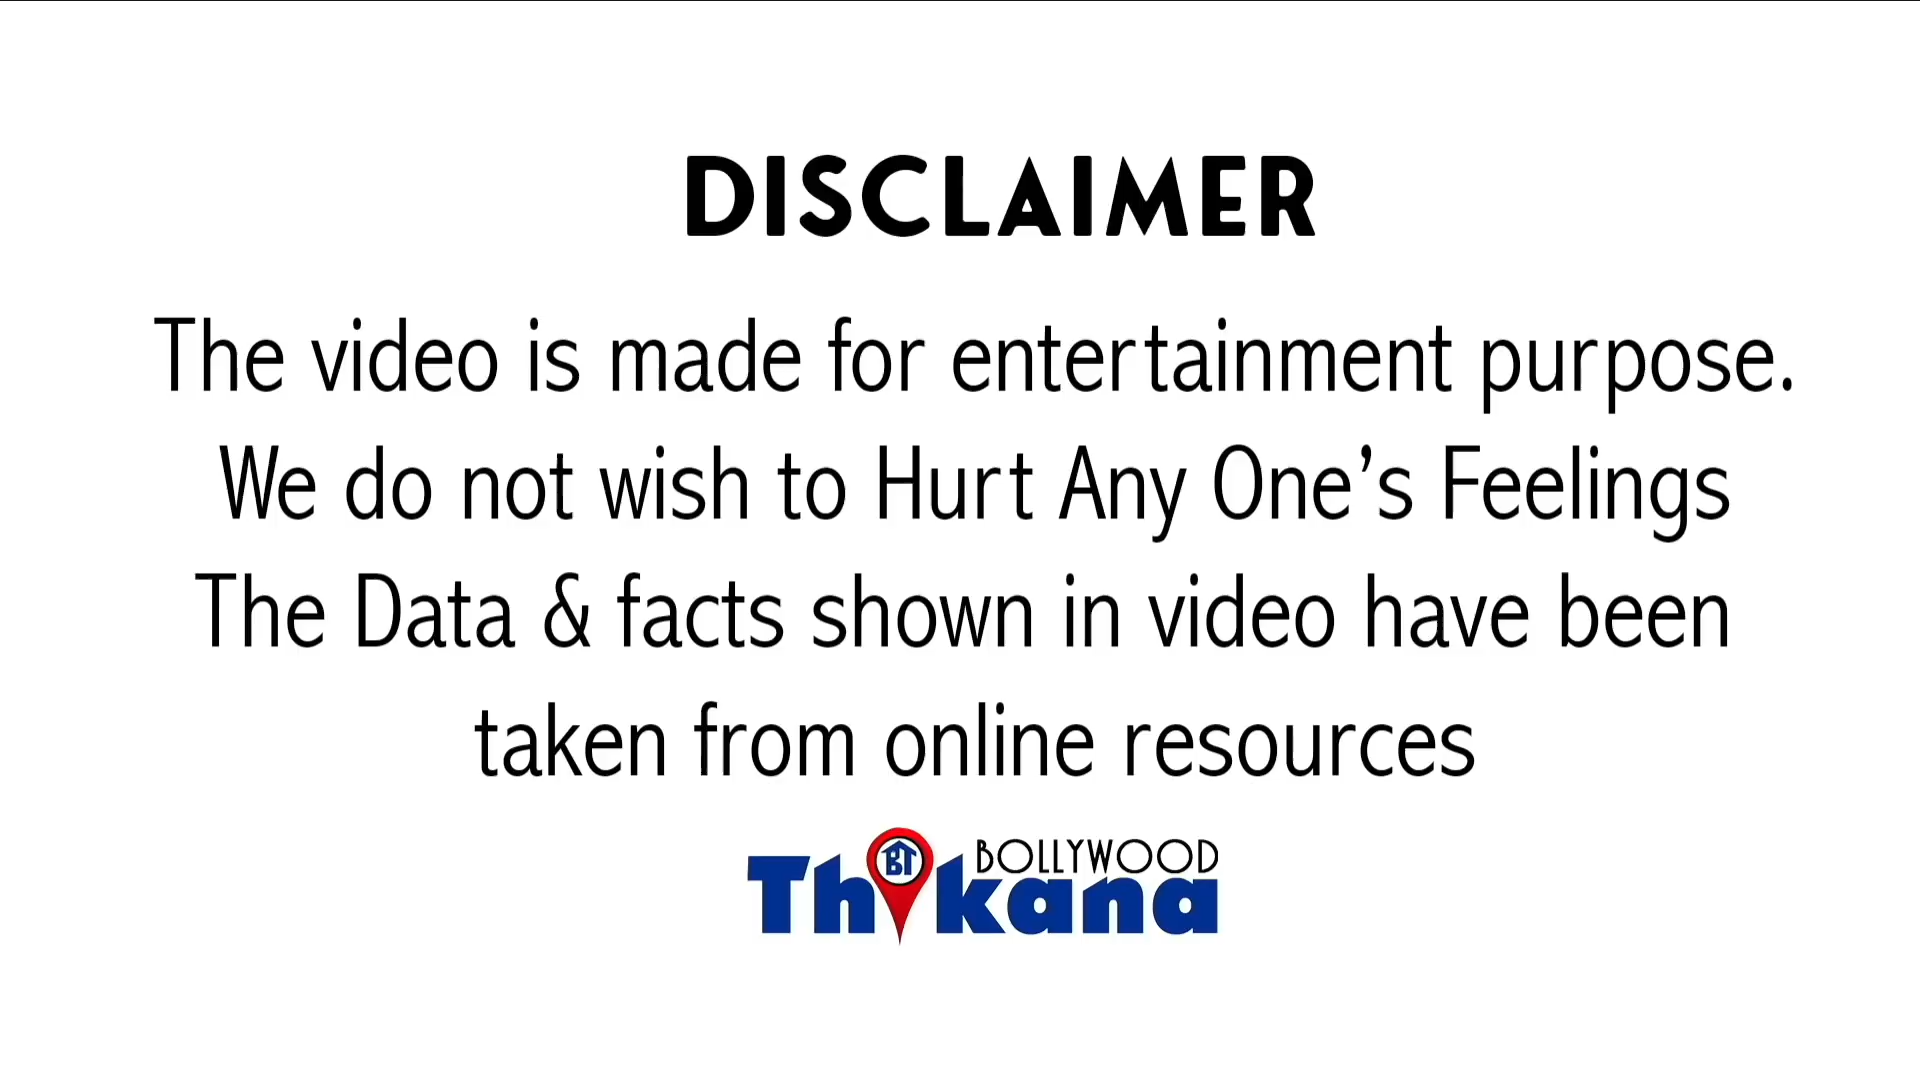 DISCLAIMER
The video is made for entertainment purpose.
We do not wish to Hurt Any One’s Feelings
The Data & facts shown in video have been
taken from online resources
BT
BOLLYWOOD
Thikana